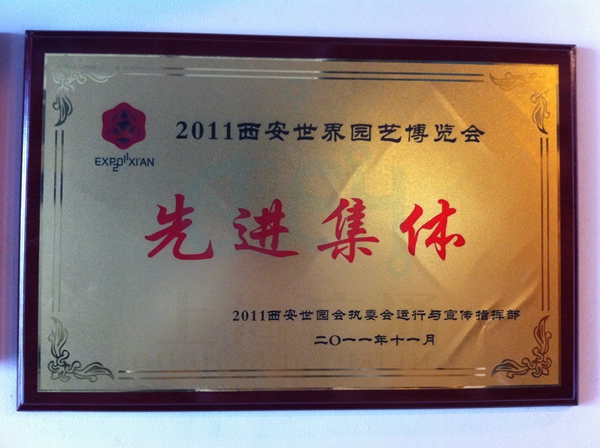 2011西安世界园艺博览会
EXPO2011XI'AN
先进集体
2011西安世园会执委会运行与宣传指挥部
二〇一一年十一月